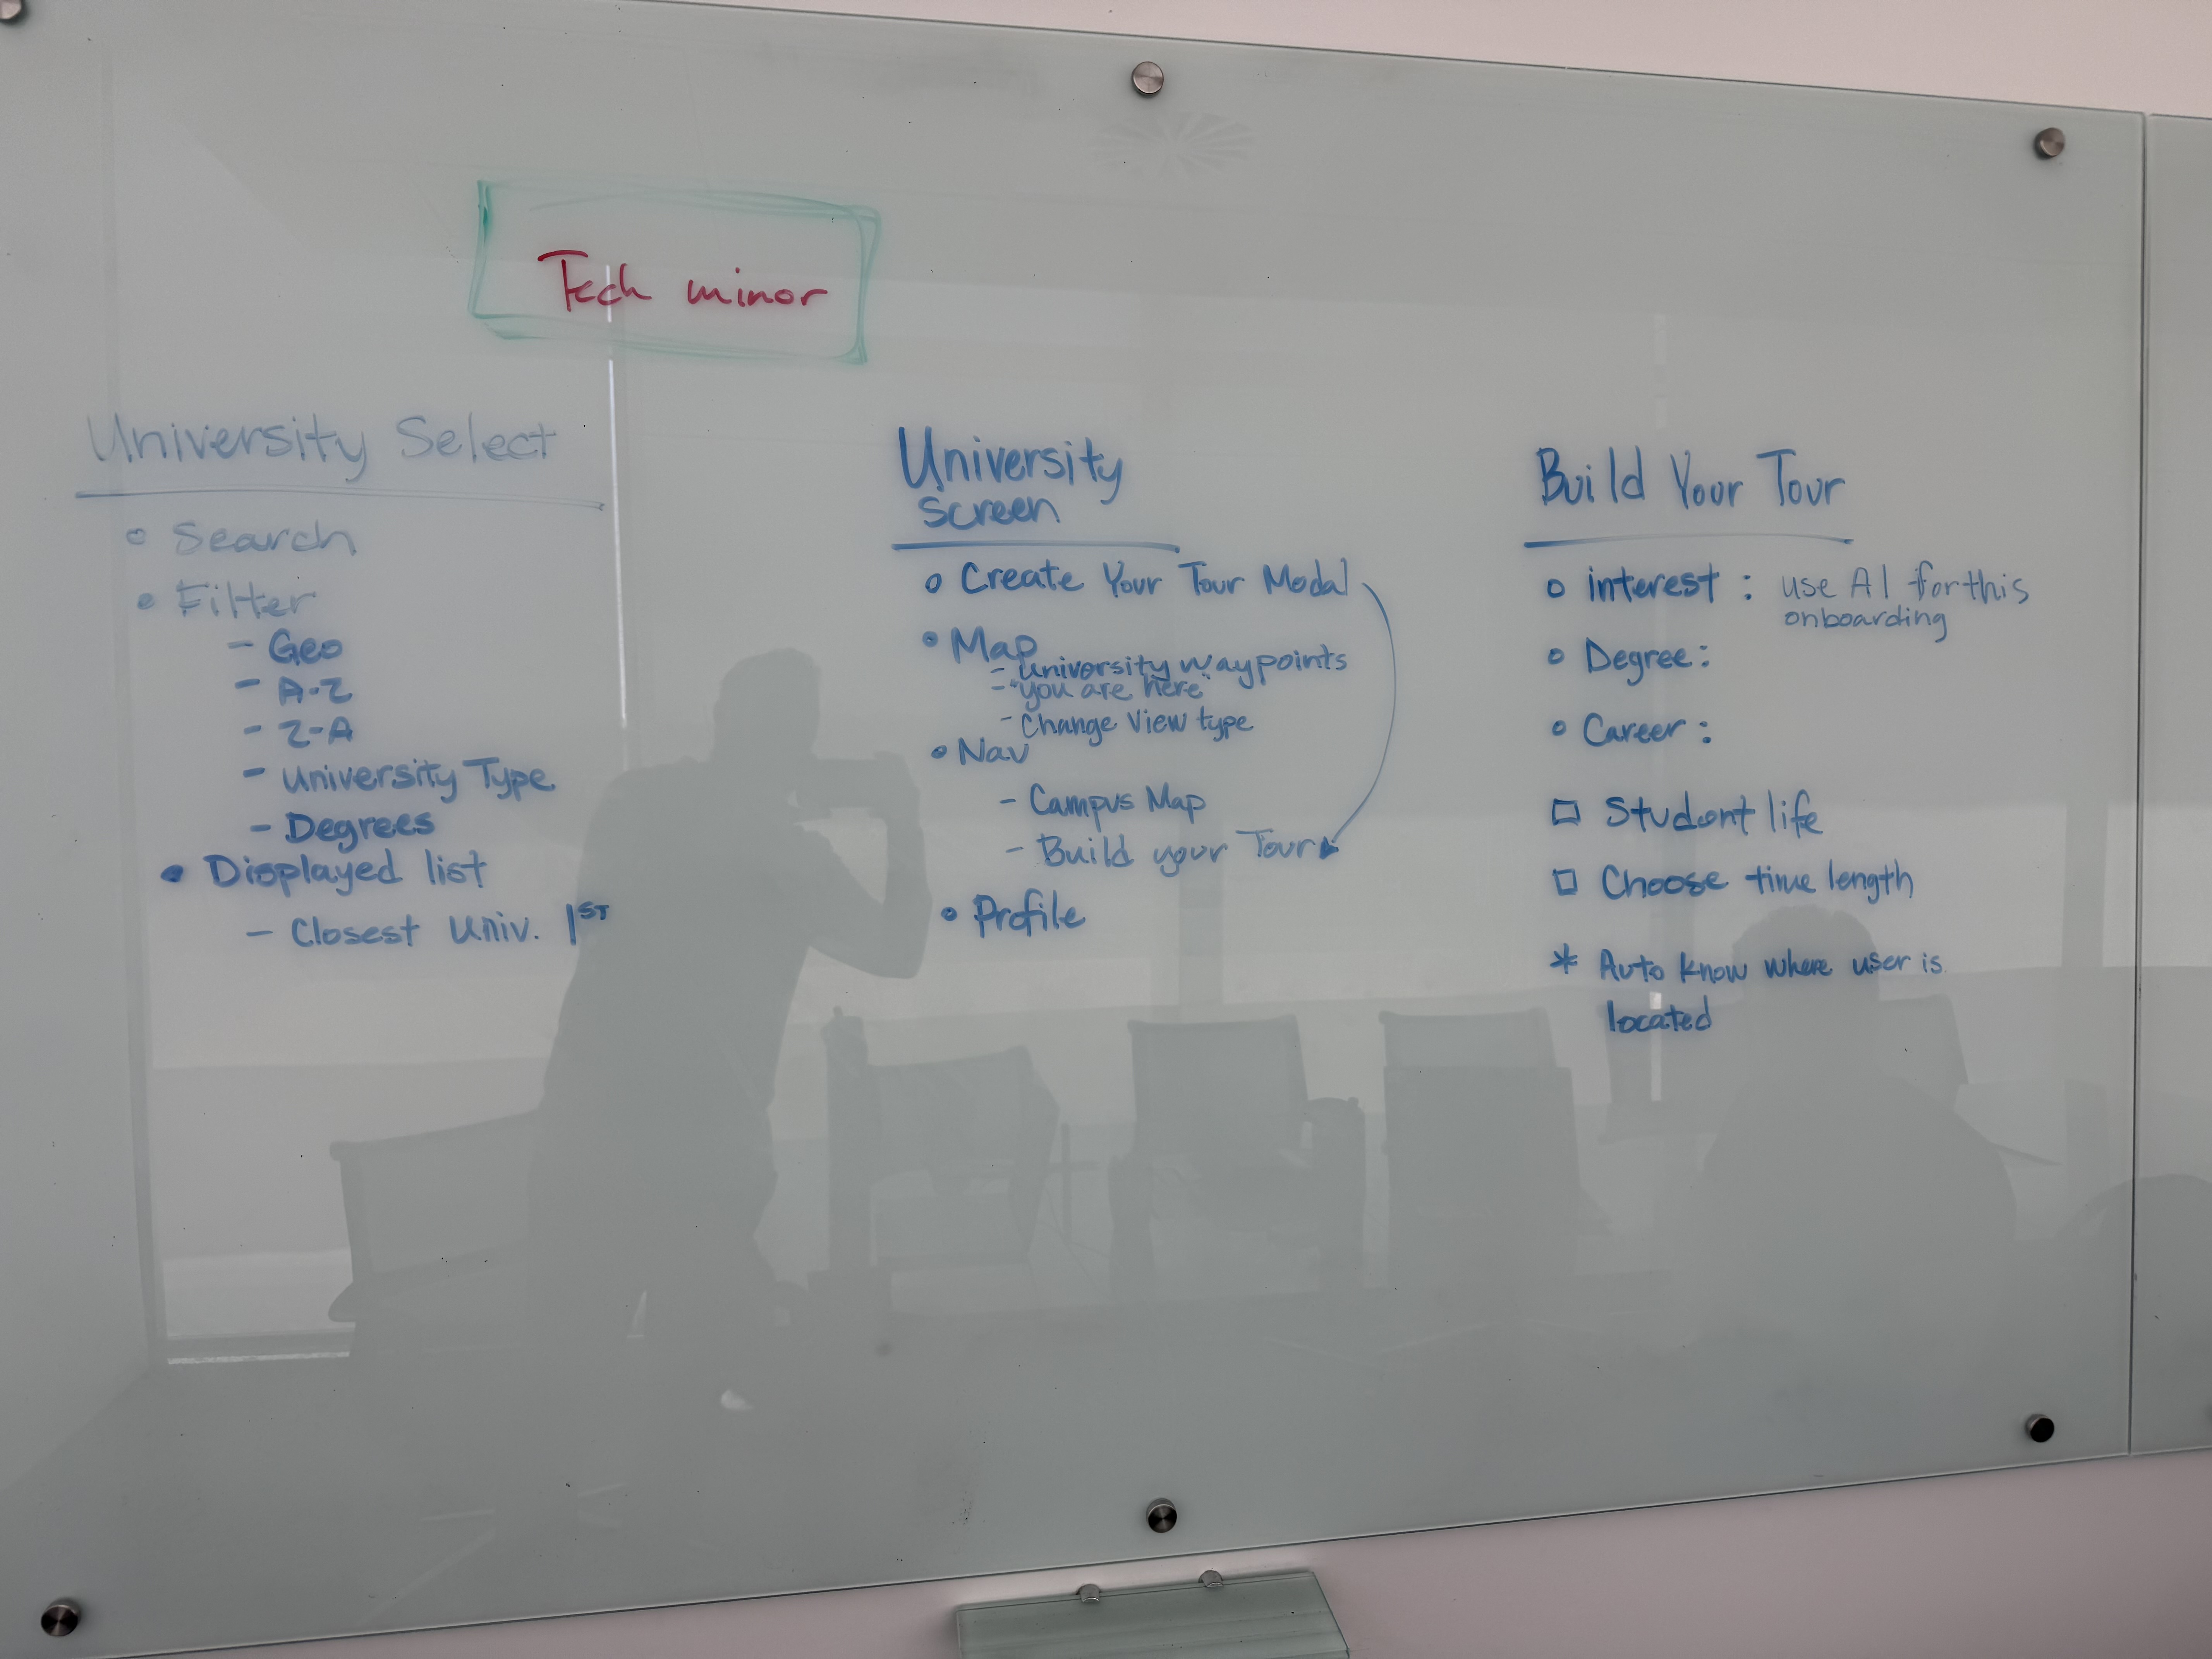 Tech minor
University Select
• Search
• Filter
- Geo
- A-Z
- Z-A
- University Type
- Degrees
• Displayed list
- Closest Univ. 1ST
University
Screen
• Create Your Tour Modal
• Map
- University waypoints
- "you are here"
- Change View type
• Nav
- Campus Map
- Build your Tour
• Profile
Build Your Tour
• interest : use AI for this
onboarding
• Degree:
• Career:
□ Student life
□ Choose time length
* Auto know where user is
located